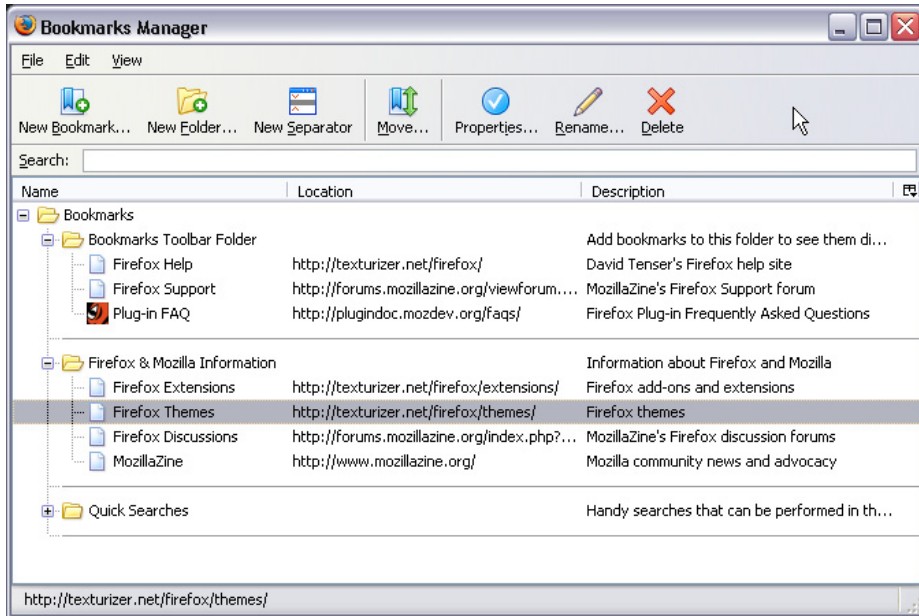 Bookmarks Manager
File Edit View
New Bookmark... New Folder... New Separator Move... Properties... Rename... Delete
Search:
Name Location Description
Bookmarks
Bookmarks Toolbar Folder Add bookmarks to this folder to see them di...
Firefox Help http://texturizer.net/firefox/ David Tenser's Firefox help site
Firefox Support http://forums.mozillazine.org/viewforum.... MozillaZine's Firefox Support forum
Plug-in FAQ http://plugindoc.mozdev.org/faqs/ Firefox Plug-in Frequently Asked Questions
Firefox & Mozilla Information Information about Firefox and Mozilla
Firefox Extensions http://texturizer.net/firefox/extensions/ Firefox add-ons and extensions
Firefox Themes http://texturizer.net/firefox/themes/ Firefox themes
Firefox Discussions http://forums.mozillazine.org/index.php?... MozillaZine's Firefox discussion forums
MozillaZine http://www.mozillazine.org/ Mozilla community news and advocacy
Quick Searches Handy searches that can be performed in th...
http://texturizer.net/firefox/themes/